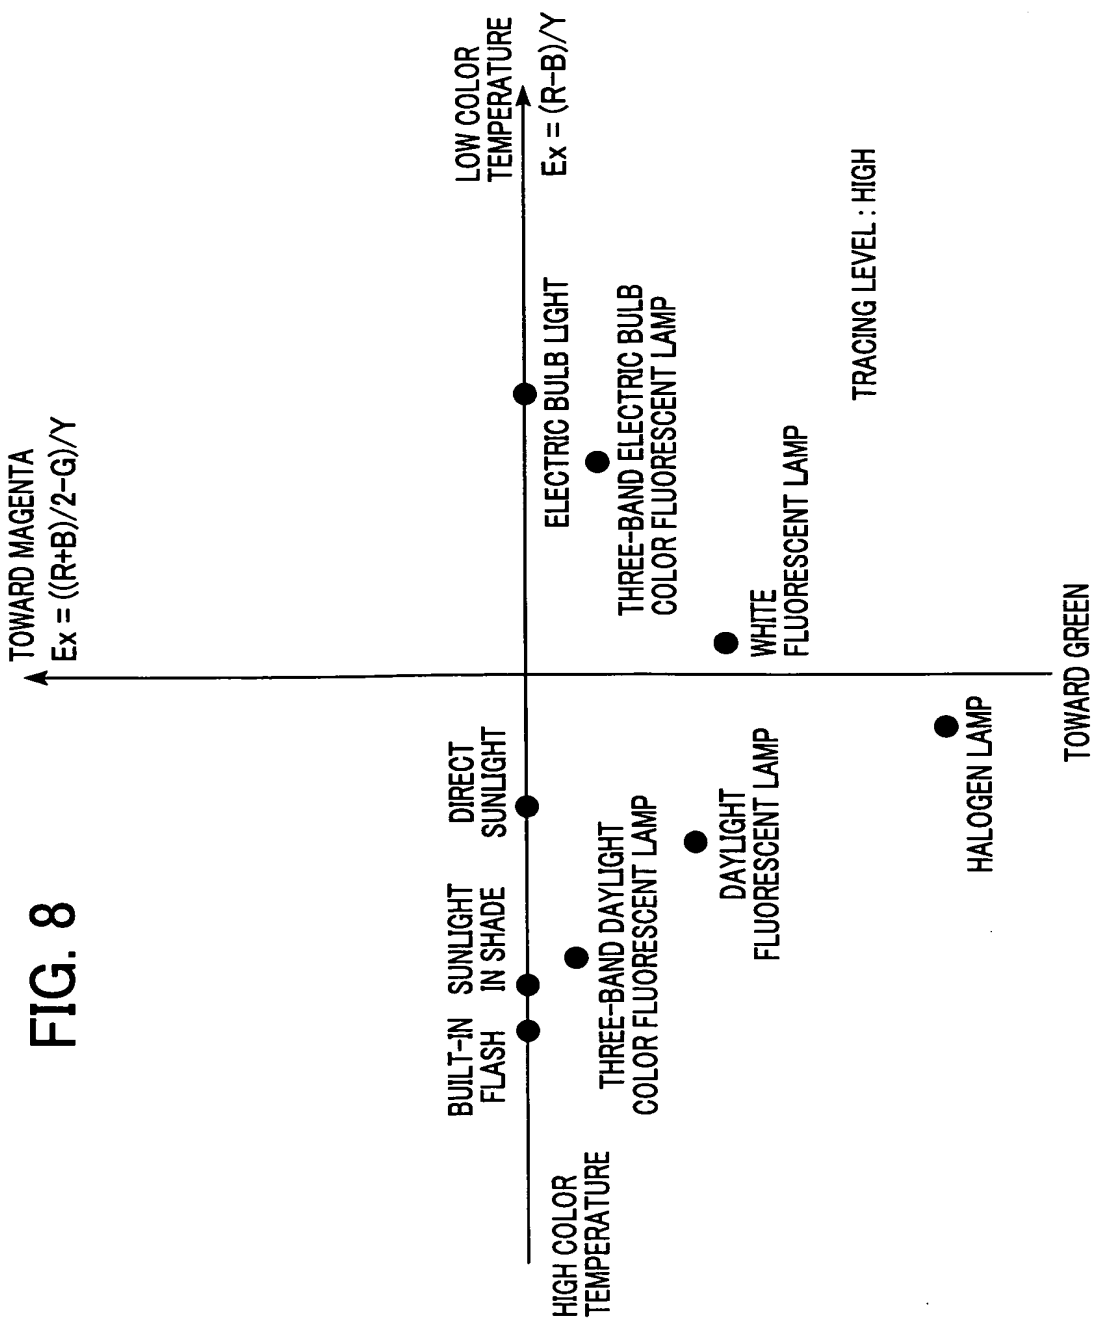 FIG. 8
TOWARD MAGENTA
Ex = ((R+B)/2−G)/Y
LOW COLOR
TEMPERATURE
Ex = (R−B)/Y
BUILT-IN
FLASH
SUNLIGHT
IN SHADE
DIRECT
SUNLIGHT
ELECTRIC BULB LIGHT
THREE-BAND ELECTRIC BULB
COLOR FLUORESCENT LAMP
HIGH COLOR
TEMPERATURE
THREE-BAND DAYLIGHT
COLOR FLUORESCENT LAMP
DAYLIGHT
FLUORESCENT LAMP
WHITE
FLUORESCENT LAMP
TRACING LEVEL : HIGH
HALOGEN LAMP
TOWARD GREEN